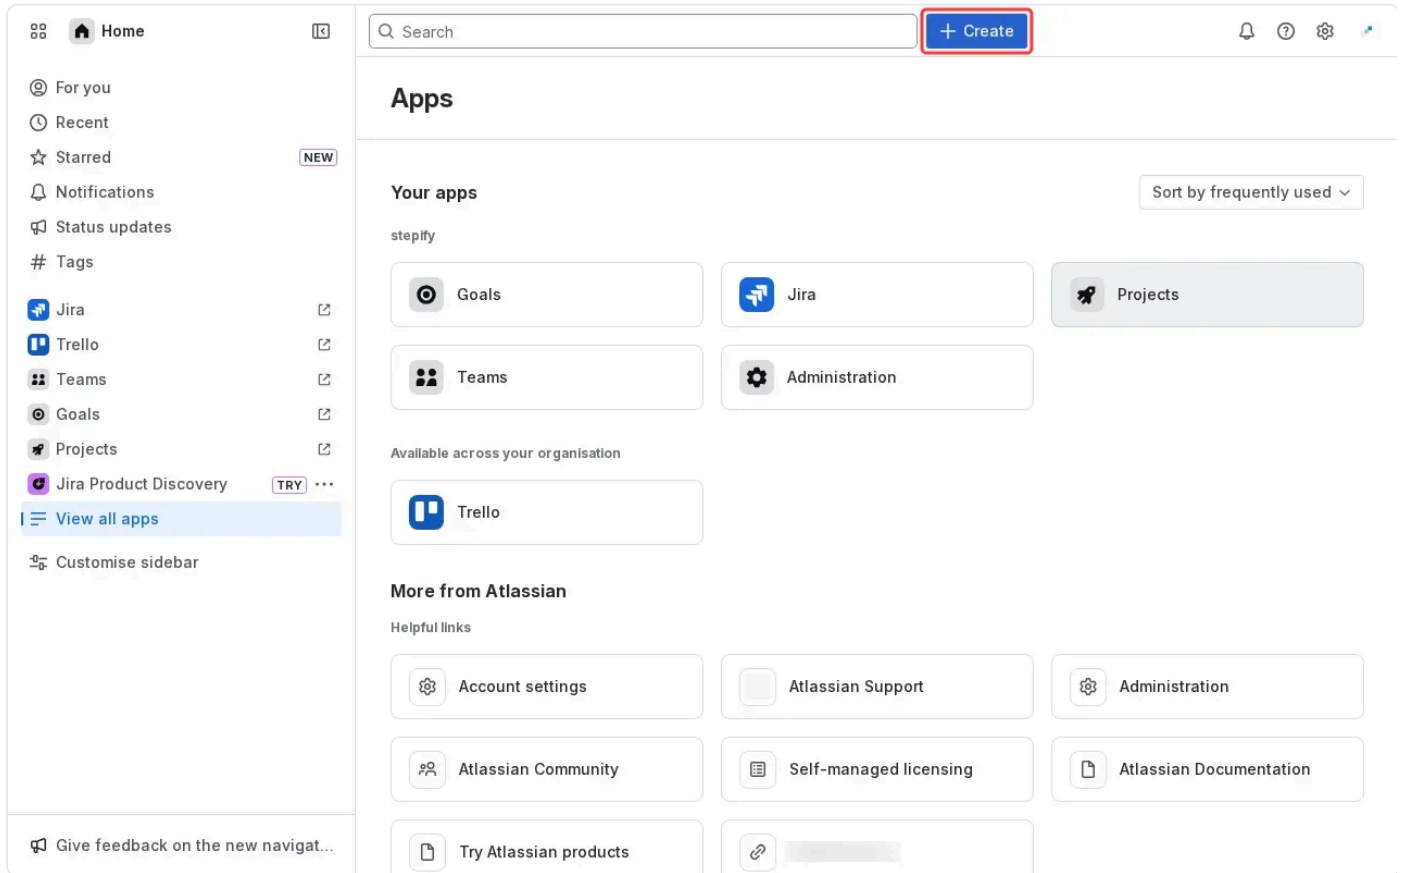 Home
Search
Create
For you
Recent
Starred
NEW
Notifications
Status updates
Tags
Jira
Trello
Teams
Goals
Projects
Jira Product Discovery
TRY
View all apps
Customise sidebar
Give feedback on the new navigat...
Apps
Your apps
Sort by frequently used
stepify
Goals
Jira
Projects
Teams
Administration
Available across your organisation
Trello
More from Atlassian
Helpful links
Account settings
Atlassian Support
Administration
Atlassian Community
Self-managed licensing
Atlassian Documentation
Try Atlassian products